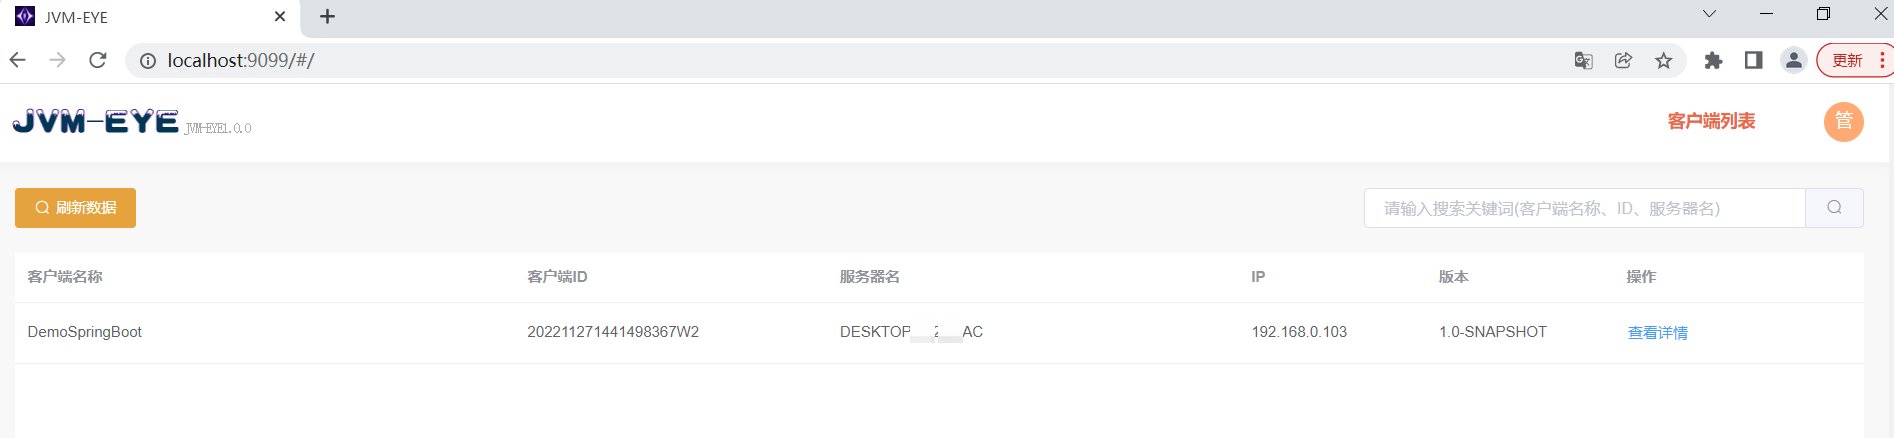 JVM-EYE
localhost:9099/#/
更新
JVM-EYE JVM-EYE1.0.0
客户端列表
管
刷新数据
请输入搜索关键词(客户端名称、ID、服务器名)
客户端名称 客户端ID 服务器名 IP 版本 操作
DemoSpringBoot 202211271441498367W2 DESKTOP 2 AC 192.168.0.103 1.0-SNAPSHOT 查看详情